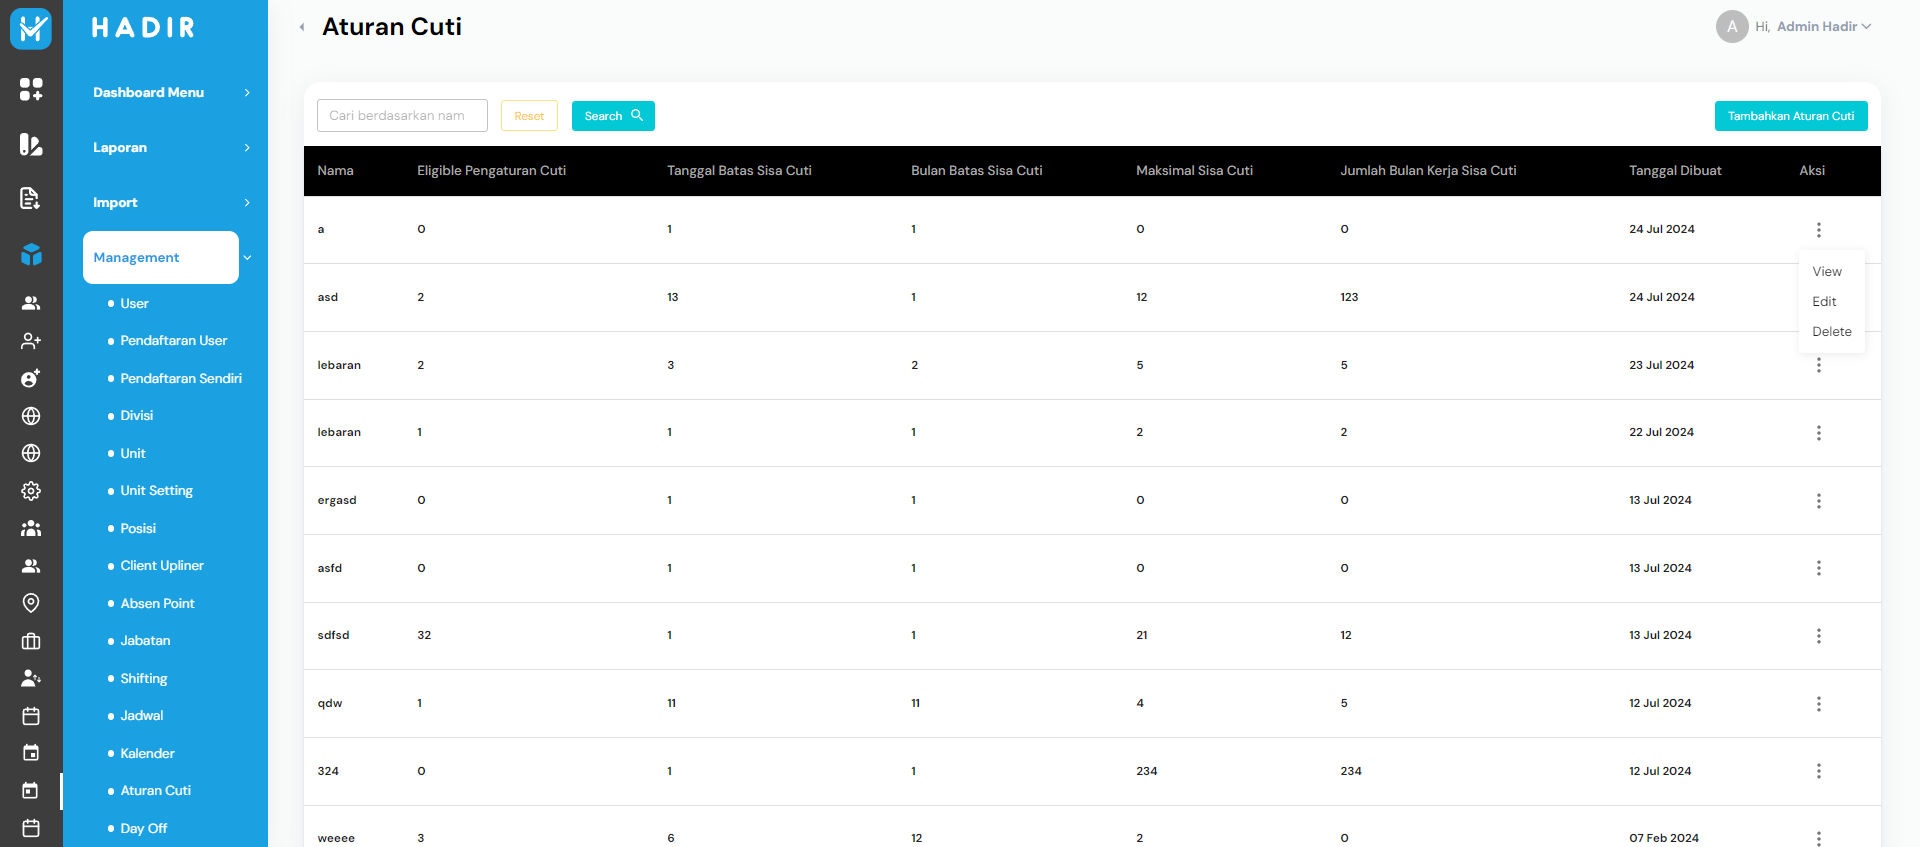 HADIR
Aturan Cuti
A Hi, Admin Hadir
Dashboard Menu
Laporan
Import
Management
User
Pendaftaran User
Pendaftaran Sendiri
Divisi
Unit
Unit Setting
Posisi
Client Upliner
Absen Point
Jabatan
Shifting
Jadwal
Kalender
Aturan Cuti
Day Off
Cari berdasarkan nam Reset Search Tambahkan Aturan Cuti
Nama Eligible Pengaturan Cuti Tanggal Batas Sisa Cuti Bulan Batas Sisa Cuti Maksimal Sisa Cuti Jumlah Bulan Kerja Sisa Cuti Tanggal Dibuat Aksi
a 0 1 1 0 0 24 Jul 2024
View
Edit
Delete
asd 2 13 1 12 123 24 Jul 2024
lebaran 2 3 2 5 5 23 Jul 2024
lebaran 1 1 1 2 2 22 Jul 2024
ergasd 0 1 1 0 0 13 Jul 2024
asfd 0 1 1 0 0 13 Jul 2024
sdfsd 32 1 1 21 12 13 Jul 2024
qdw 1 11 11 4 5 12 Jul 2024
324 0 1 1 234 234 12 Jul 2024
weeee 3 6 12 2 0 07 Feb 2024